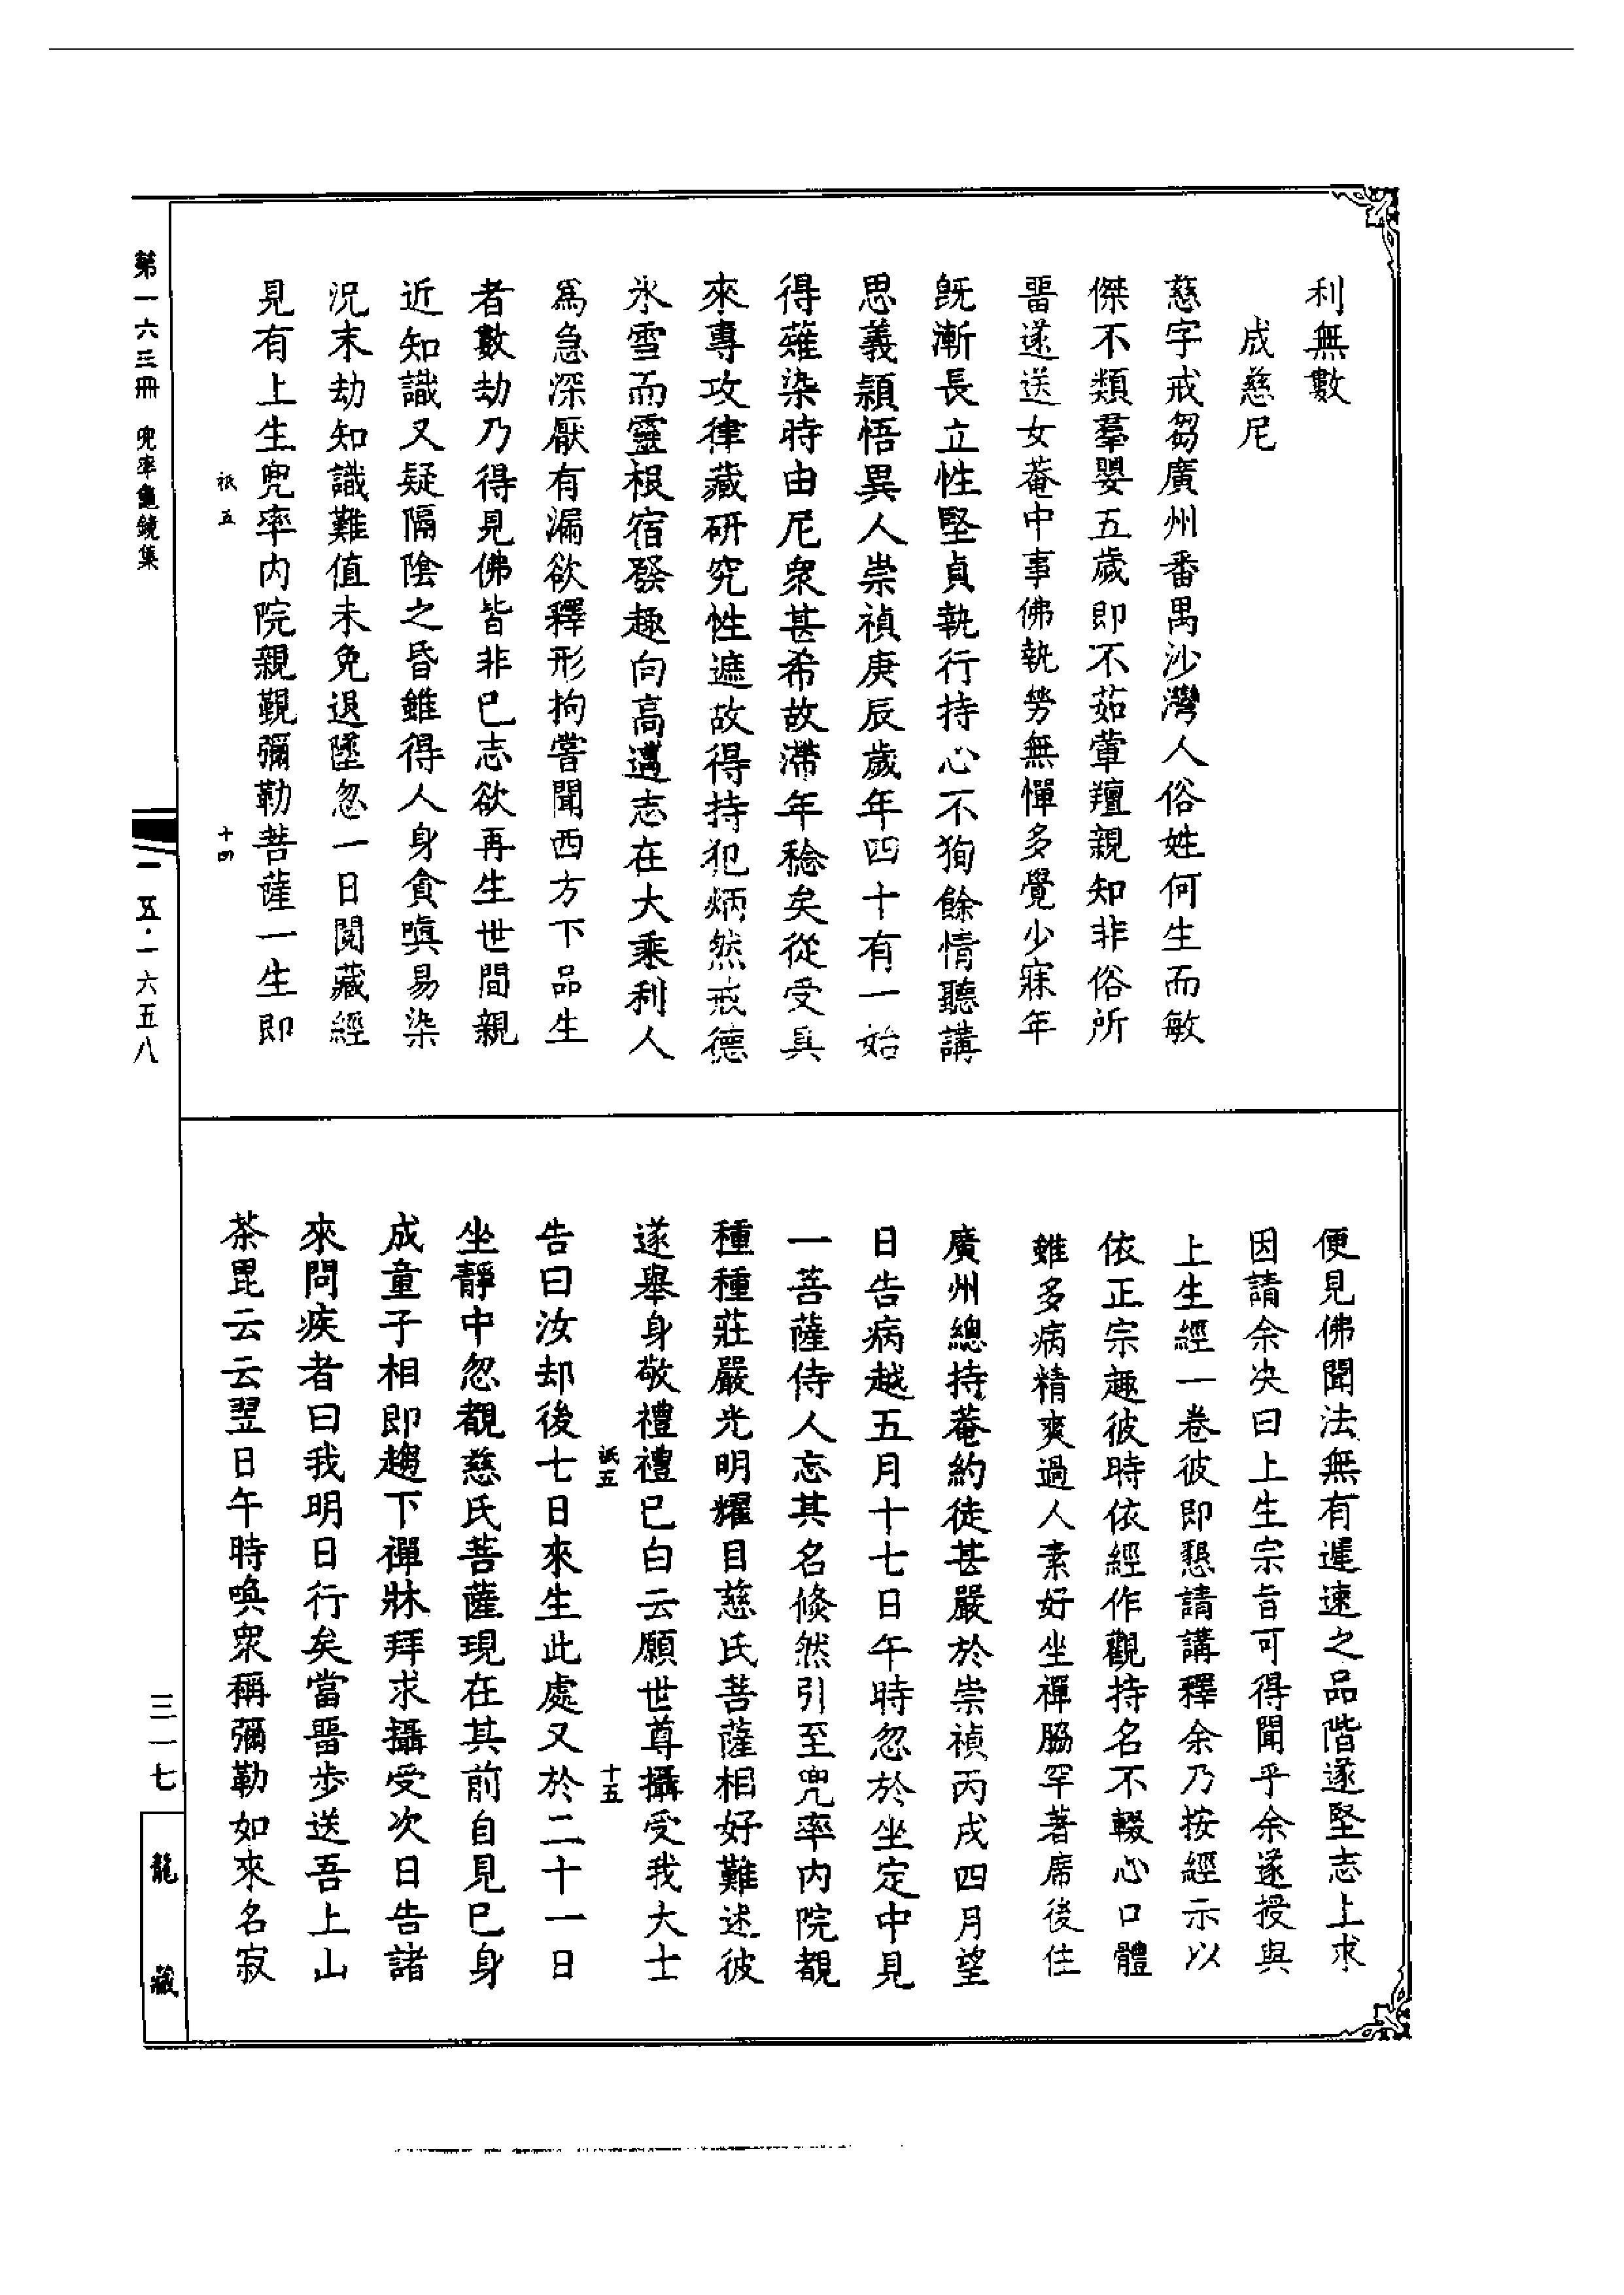 利無數
成慈尼
慈字戒芻廣州番禺沙灣人俗姓何生而敏
傑不類羣嬰五歲即不茹葷羶親知非俗所
畱遂送女菴中事佛執勞無憚多覺少寐年
旣漸長立性堅貞執行持心不狥餘情聽講
思義頴悟異人崇禎庚辰歲年四十有一始
得薙染時由尼衆甚希故滯年稔矣從受具
來專攻律藏研究性遮故得持犯炳然戒德
氷雪而靈根宿發趣向高邁志在大乘利人
爲急深厭有漏欲釋形拘嘗聞西方下品生
者數劫乃得見佛皆非已志欲再生世間親
近知識又疑隔陰之昏雖得人身貪嗔易染
況末劫知識難值未免退墜忽一日閱藏經
見有上生兜率內院親覲彌勒菩薩一生即
便見佛聞法無有遲速之品階遂堅志上求
因請余決曰上生宗旨可得聞乎余遂授與
上生經一卷彼即懇請講釋余乃按經示以
依正宗趣彼時依經作觀持名不輟心口體
雖多病精爽過人素好坐禪脇罕著席後住
廣州總持菴約徒甚嚴於崇禎丙戌四月望
日告病越五月十七日午時忽於坐定中見
一菩薩侍人忘其名倐然引至兜率內院覩
種種莊嚴光明耀目慈氏菩薩相好難述彼
遂舉身敬禮禮已白云願世尊攝受我大士
告曰汝却後七日來生此處又於二十一日
坐靜中忽覩慈氏菩薩現在其前自見已身
成童子相即趨下禪牀拜求攝受次日告諸
來問疾者曰我明日行矣當畱步送吾上山
茶毘云云翌日午時喚衆稱彌勒如來名寂
祇五
十四
祇五
十五
第一六三冊 兜率龜鏡集
一五·一六五八
三一七
龍藏